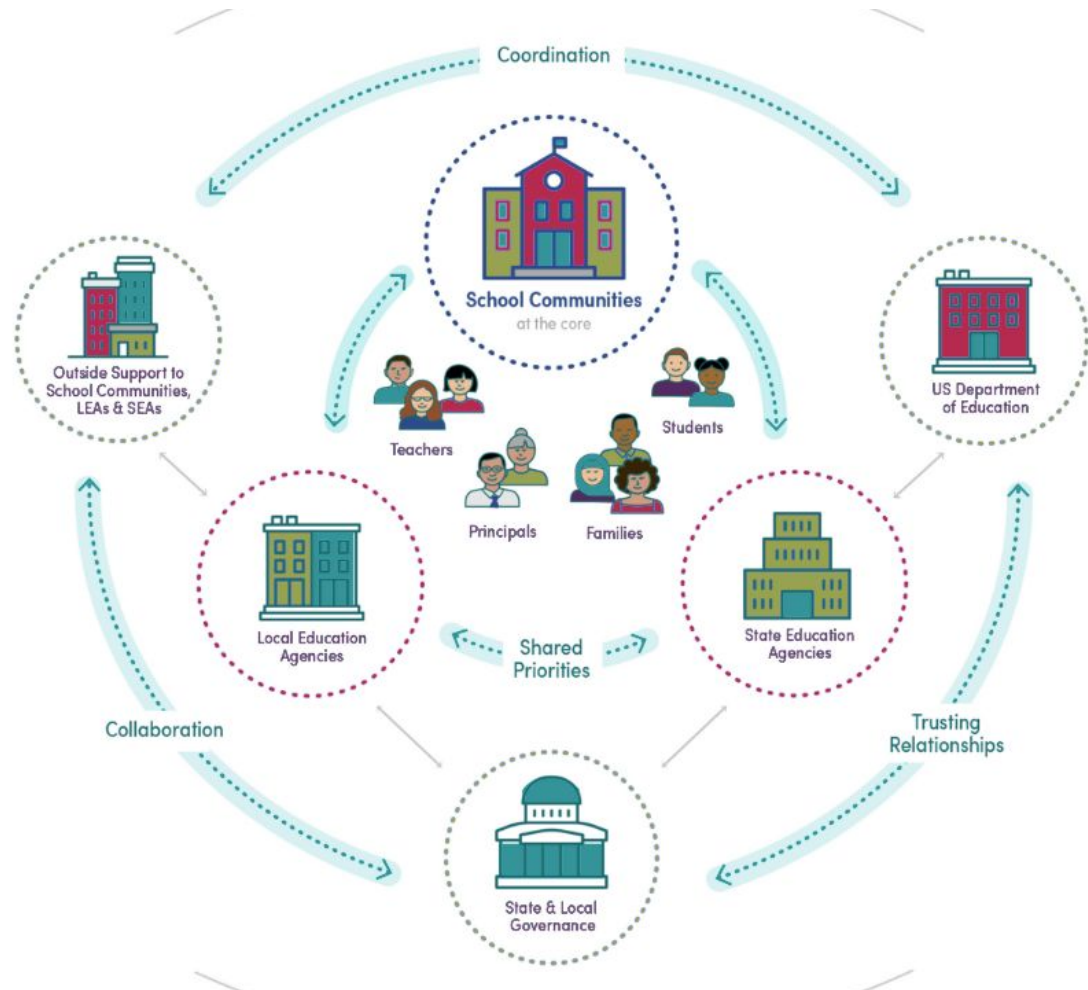 Coordination
School Communities
at the core
Outside Support to
School Communities,
LEAs & SEAs
US Department
of Education
Teachers
Students
Principals
Families
Local Education
Agencies
State Education
Agencies
Shared
Priorities
Collaboration
Trusting
Relationships
State & Local
Governance